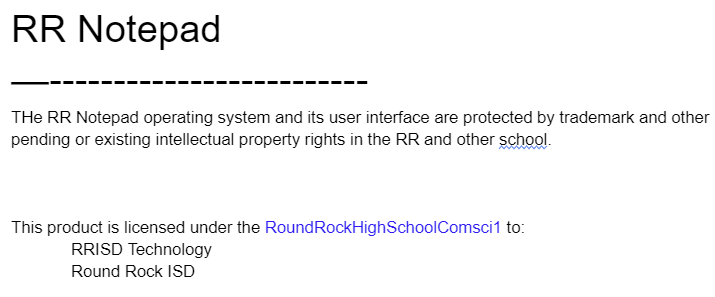 RR Notepad
THe RR Notepad operating system and its user interface are protected by trademark and other
pending or existing intellectual property rights in the RR and other school.
This product is licensed under the RoundRockHighSchoolComsci1 to:
RRISD Technology
Round Rock ISD